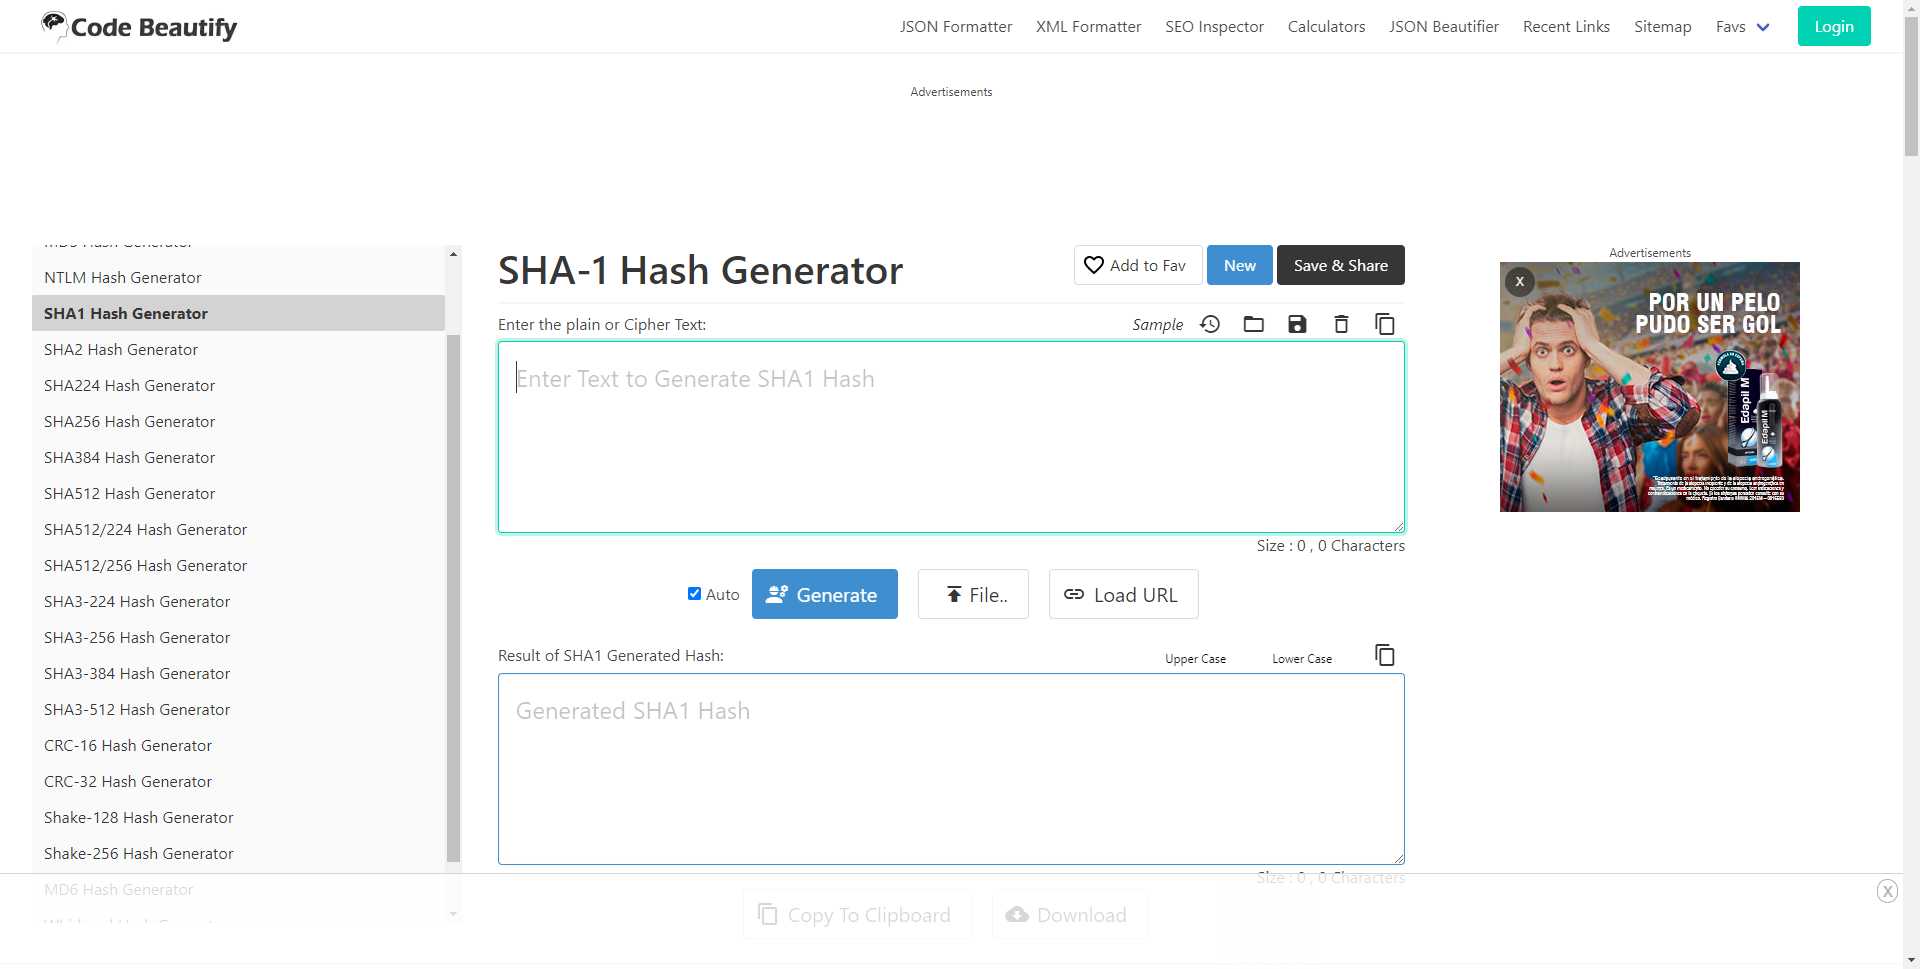 Code Beautify
JSON Formatter
XML Formatter
SEO Inspector
Calculators
JSON Beautifier
Recent Links
Sitemap
Favs
Login
Advertisements
NTLM Hash Generator
SHA1 Hash Generator
SHA2 Hash Generator
SHA224 Hash Generator
SHA256 Hash Generator
SHA384 Hash Generator
SHA512 Hash Generator
SHA512/224 Hash Generator
SHA512/256 Hash Generator
SHA3-224 Hash Generator
SHA3-256 Hash Generator
SHA3-384 Hash Generator
SHA3-512 Hash Generator
CRC-16 Hash Generator
CRC-32 Hash Generator
Shake-128 Hash Generator
Shake-256 Hash Generator
MD6 Hash Generator
SHA-1 Hash Generator
Add to Fav
New
Save & Share
Enter the plain or Cipher Text:
Sample
Enter Text to Generate SHA1 Hash
Size : 0 , 0 Characters
Auto
Generate
File..
Load URL
Result of SHA1 Generated Hash:
Upper Case
Lower Case
Generated SHA1 Hash
Size : 0 , 0 Characters
Copy To Clipboard
Download
Advertisements
X
POR UN PELO
PUDO SER GOL
Edapil M
Edapil M
X